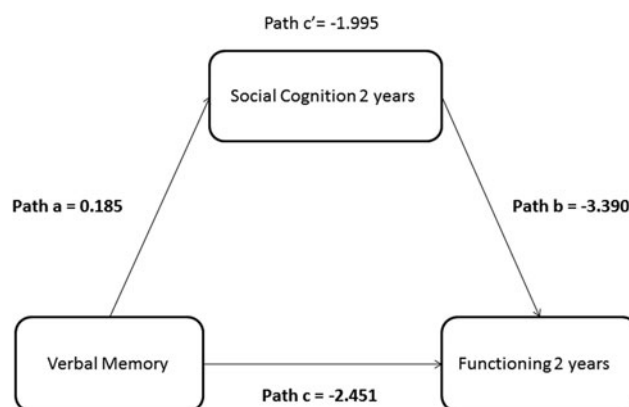 Path c’= -1.995
Social Cognition 2 years
Path a = 0.185
Path b = -3.390
Verbal Memory
Functioning 2 years
Path c = -2.451